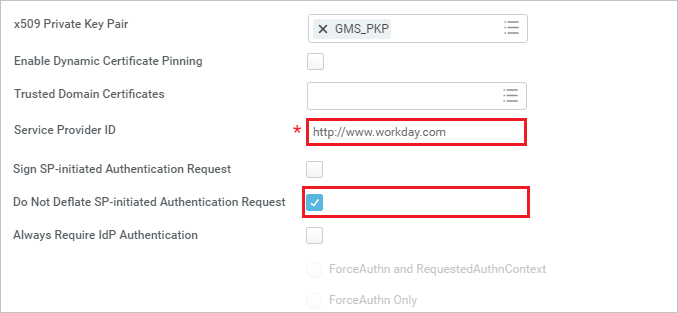 x509 Private Key Pair
× GMS_PKP
Enable Dynamic Certificate Pinning
Trusted Domain Certificates
Service Provider ID * http://www.workday.com
Sign SP-initiated Authentication Request
Do Not Deflate SP-initiated Authentication Request
Always Require IdP Authentication
ForceAuthn and RequestedAuthnContext
ForceAuthn Only